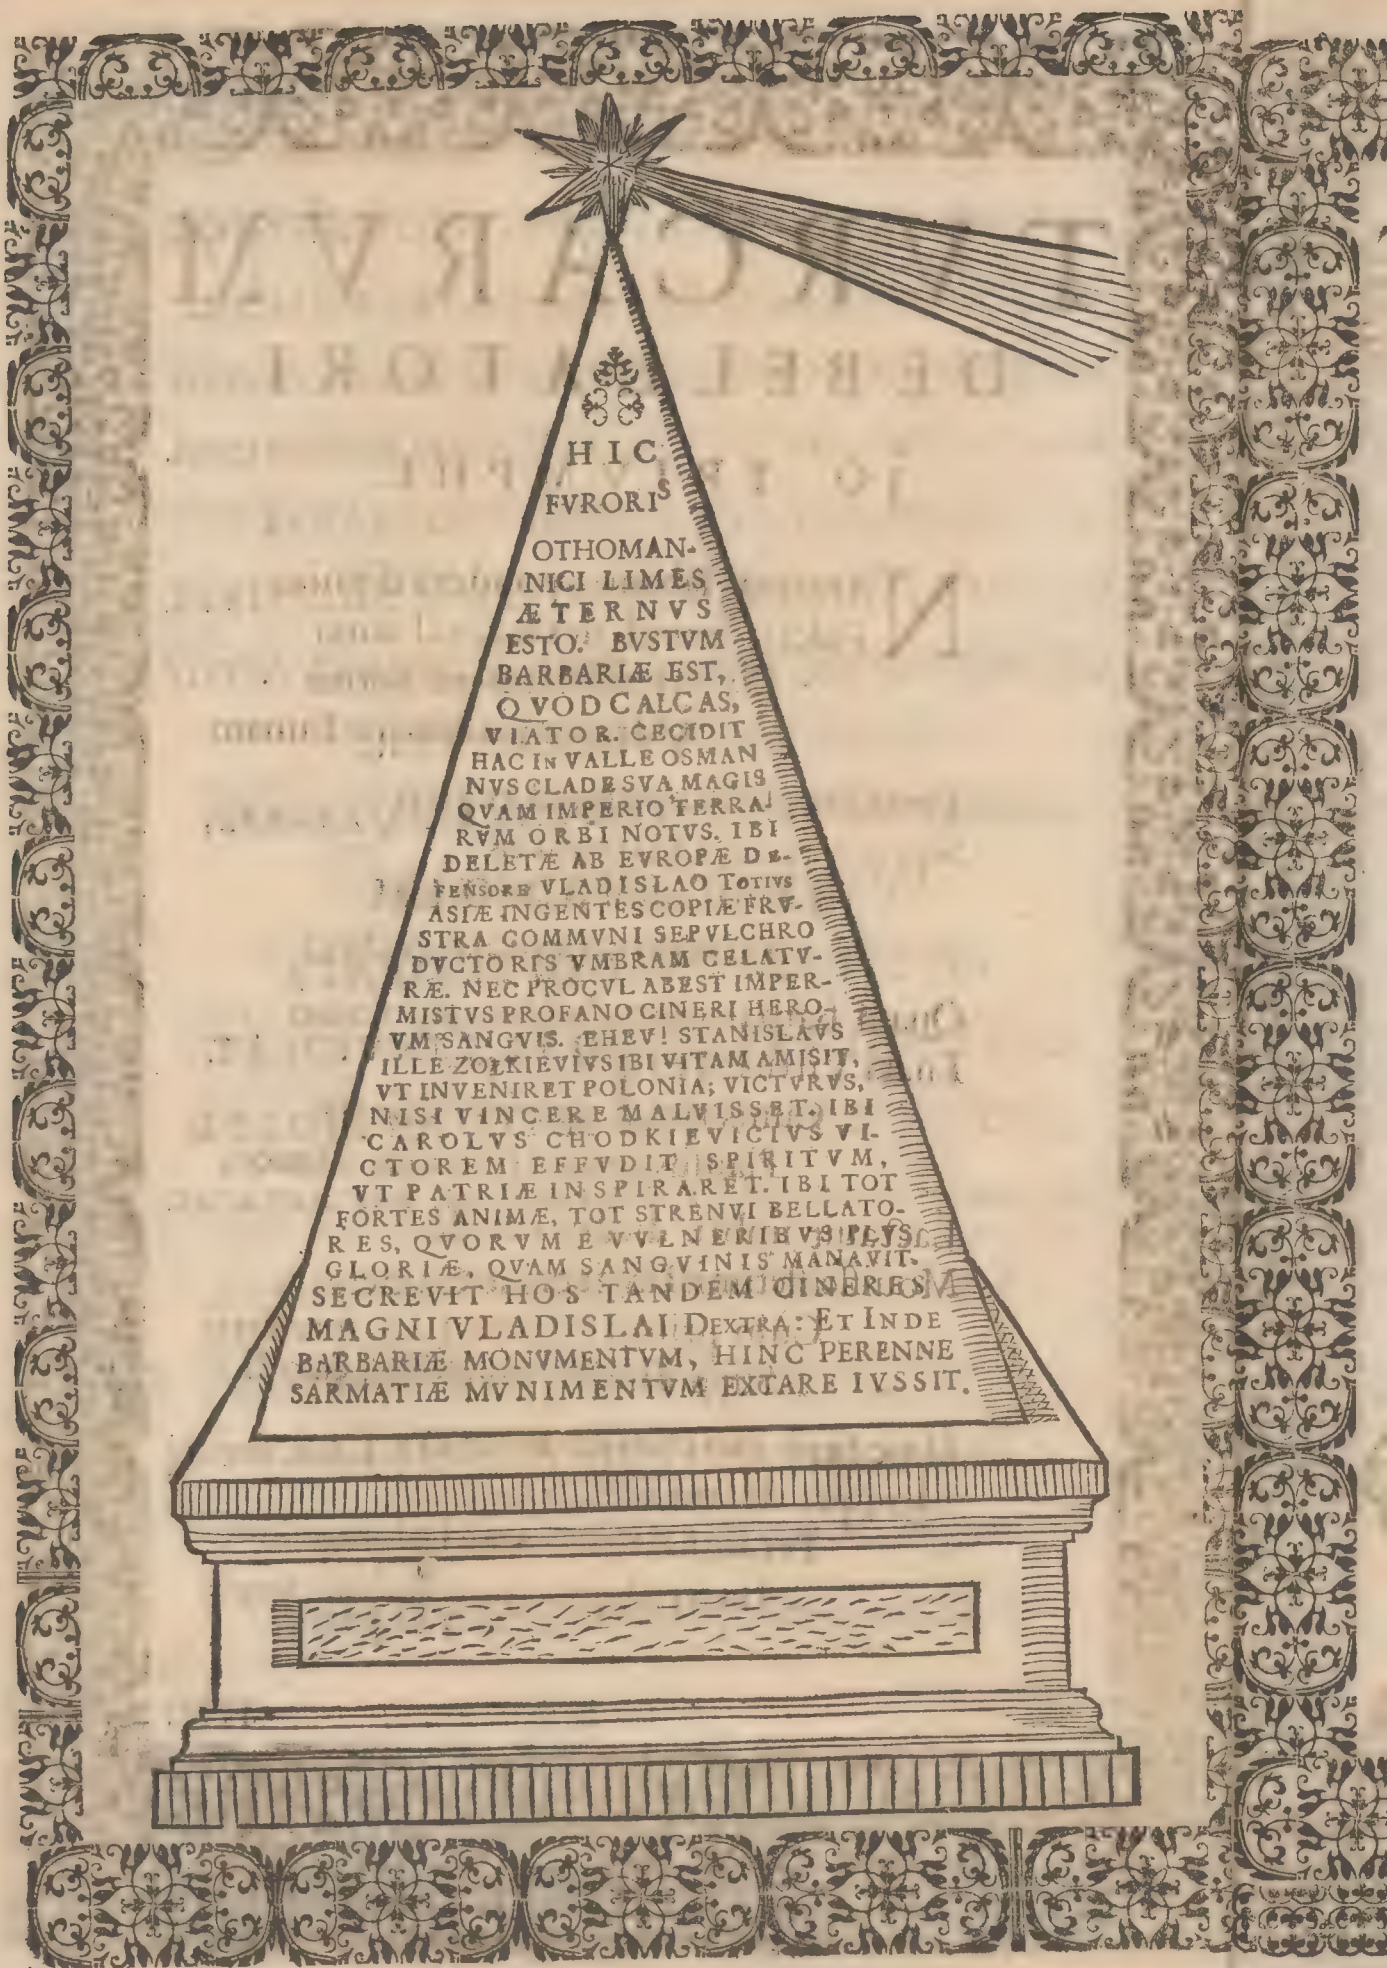 HIC
FVRORIS
OTHOMAN-
NICI LIMES
ÆTERNVS
ESTO. BVSTVM
BARBARIÆ EST,
QVOD CALCAS,
VIATOR. CECIDIT
HAC IN VALLE OSMAN
NVS CLADE SVA MAGIS
QVAM IMPERIO TERRA-
RVM ORBI NOTVS. IBI
DELETÆ AB EVROPÆ DE-
FENSORE VLADISLAO TOTIVS
ASIÆ INGENTES COPIÆ FRV-
STRA COMMVNI SEPVLCHRO
DVCTORIS VMBRAM CELATV-
RÆ. NEC PROCVL ABEST IMPER-
MISTVS PROFANO CINERI HERO-
VM SANGVIS. EHEV! STANISLAVS
ILLE ZOŁKIEVIVS IBI VITAM AMISIT,
VT INVENIRET POLONIA; VICTVRVS,
NISI VINCERE MALVISSET. IBI
CAROLVS CHODKIEVICIVS VI-
CTOREM EFFVDIT SPIRITVM,
VT PATRIÆ INSPIRARET. IBI TOT
FORTES ANIMÆ, TOT STRENVI BELLATO-
RES, QVORVM E VVLNERIBVS PLVS
GLORIÆ, QVAM SANGVINIS MANAVIT.
SECREVIT HOS TANDEM CINERES
MAGNI VLADISLAI DEXTRA: ET INDE
BARBARIÆ MONVMENTVM, HINC PERENNE
SARMATIÆ MVNIMENTVM EXTARE IVSSIT.